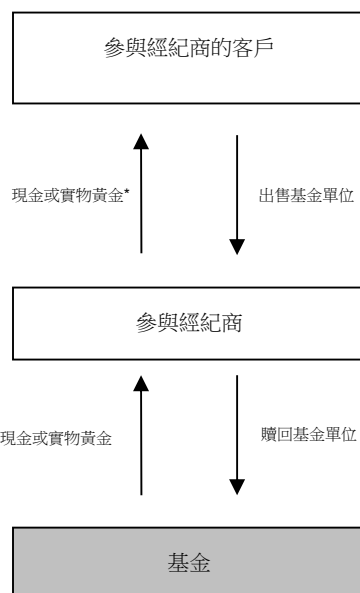 參與經紀商的客戶
現金或實物黃金*
出售基金單位
參與經紀商
現金或實物黃金
贖回基金單位
基金